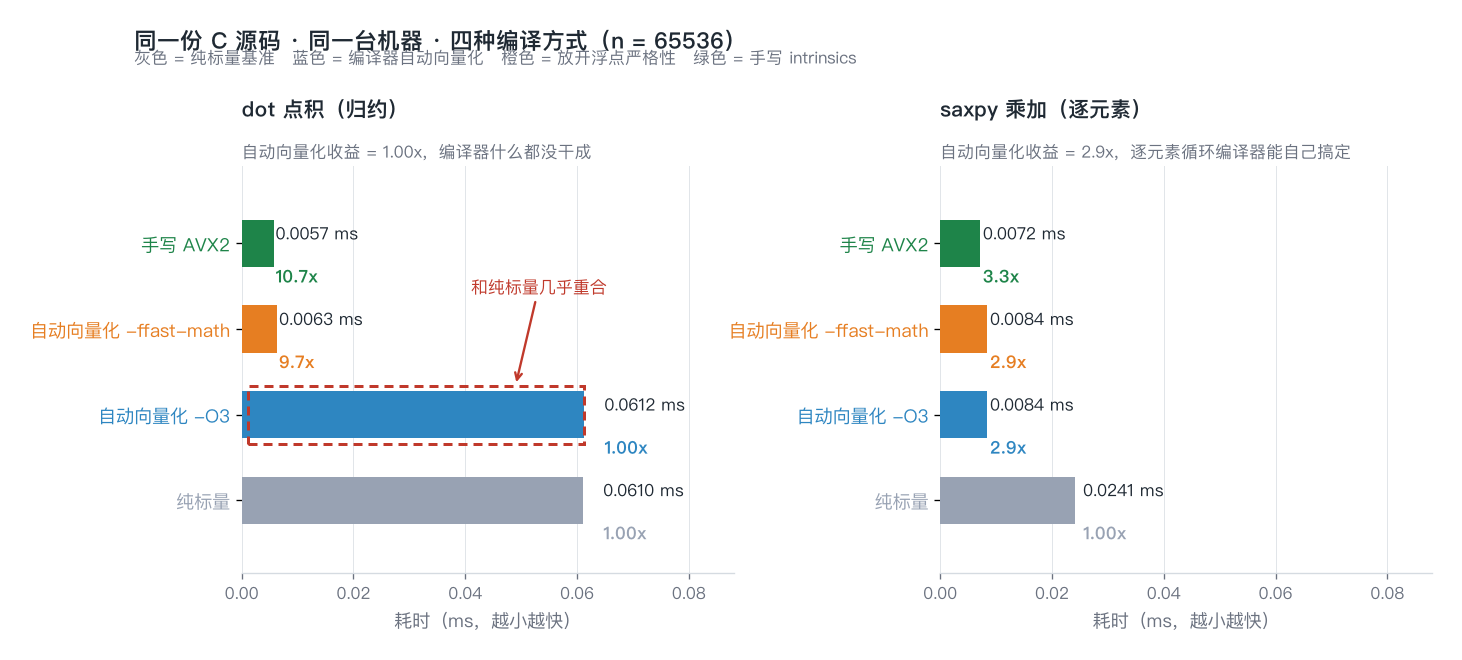 同一份 C 源码 · 同一台机器 · 四种编译方式（n = 65536）
灰色 = 纯标量基准 蓝色 = 编译器自动向量化 橙色 = 放开浮点严格性 绿色 = 手写 intrinsics
dot 点积（归约）
自动向量化收益 = 1.00x，编译器什么都没干成
手写 AVX2
0.0057 ms
10.7x
和纯标量几乎重合
自动向量化 -ffast-math
0.0063 ms
9.7x
自动向量化 -O3
0.0612 ms
1.00x
纯标量
0.0610 ms
1.00x
0.00 0.02 0.04 0.06 0.08
耗时（ms，越小越快）
saxpy 乘加（逐元素）
自动向量化收益 = 2.9x，逐元素循环编译器能自己搞定
手写 AVX2
0.0072 ms
3.3x
自动向量化 -ffast-math
0.0084 ms
2.9x
自动向量化 -O3
0.0084 ms
2.9x
纯标量
0.0241 ms
1.00x
0.00 0.02 0.04 0.06 0.08
耗时（ms，越小越快）